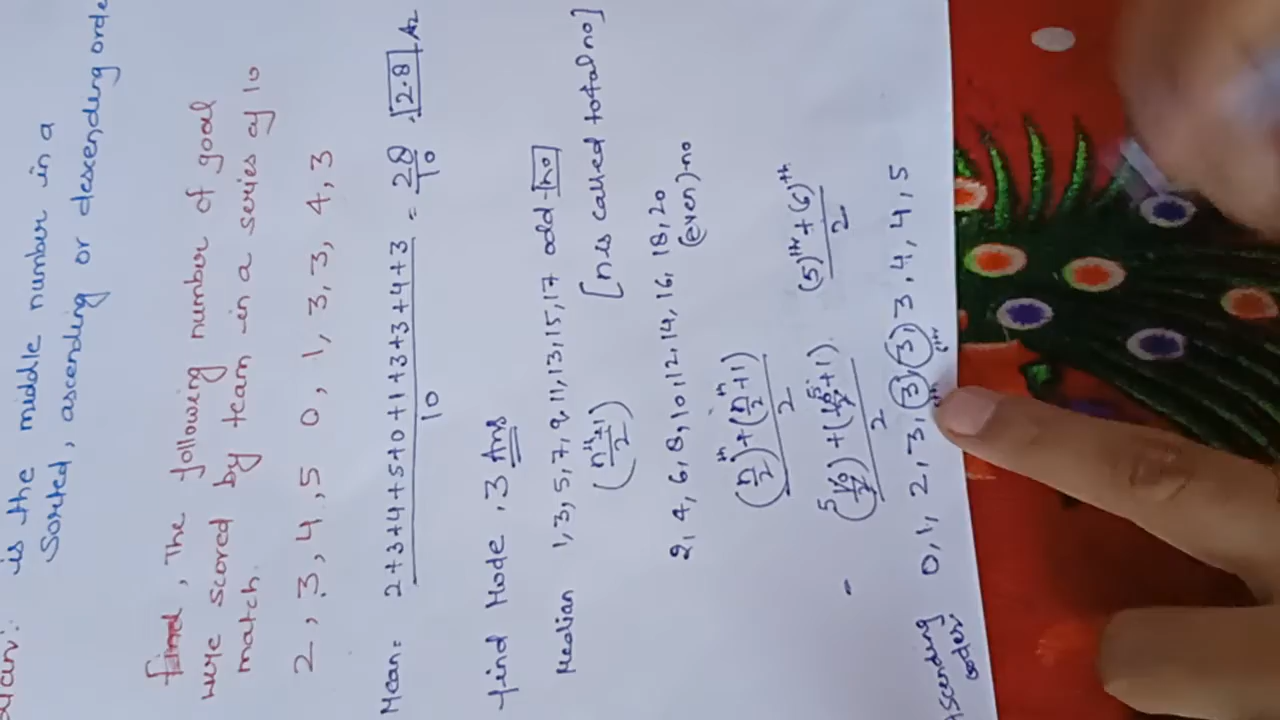 is the middle number in a
Sorted, ascending or descending orde
find, The following number of goal
were scored by team in a series of 10
match.
2, 3, 4, 5 0, 1, 3, 3, 4, 3
Mean = 2+3+4+5+0+1+3+3+4+3 / 10 = 28/10 . 2.8
find Mode . 3 Ans
Median 1, 3, 5, 7, 9, 11, 13, 15, 17 odd-no
(n+1/2) [n is called total no]
2, 4, 6, 8, 10, 12, 14, 16, 18, 20
(even)-no
(n/2)th + (n/2+1)th / 2
(10/2) + (10/2+1) / 2 (5)th + (6)th / 2
Ascending order, 0, 1, 2, 3, 3, 3, 3, 4, 4, 5